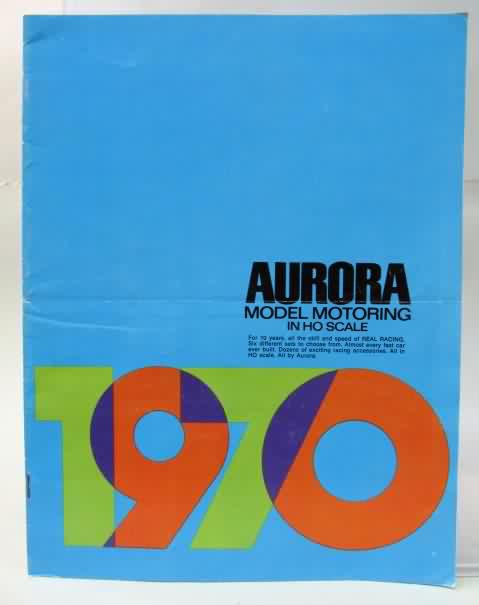 AURORA
MODEL MOTORING
IN HO SCALE
For 10 years, all the skill and speed of REAL RACING.
Six different sets to choose from. Almost every fast car
ever built. Dozens of exciting racing accessories. All in
HO scale. All by Aurora.
1970